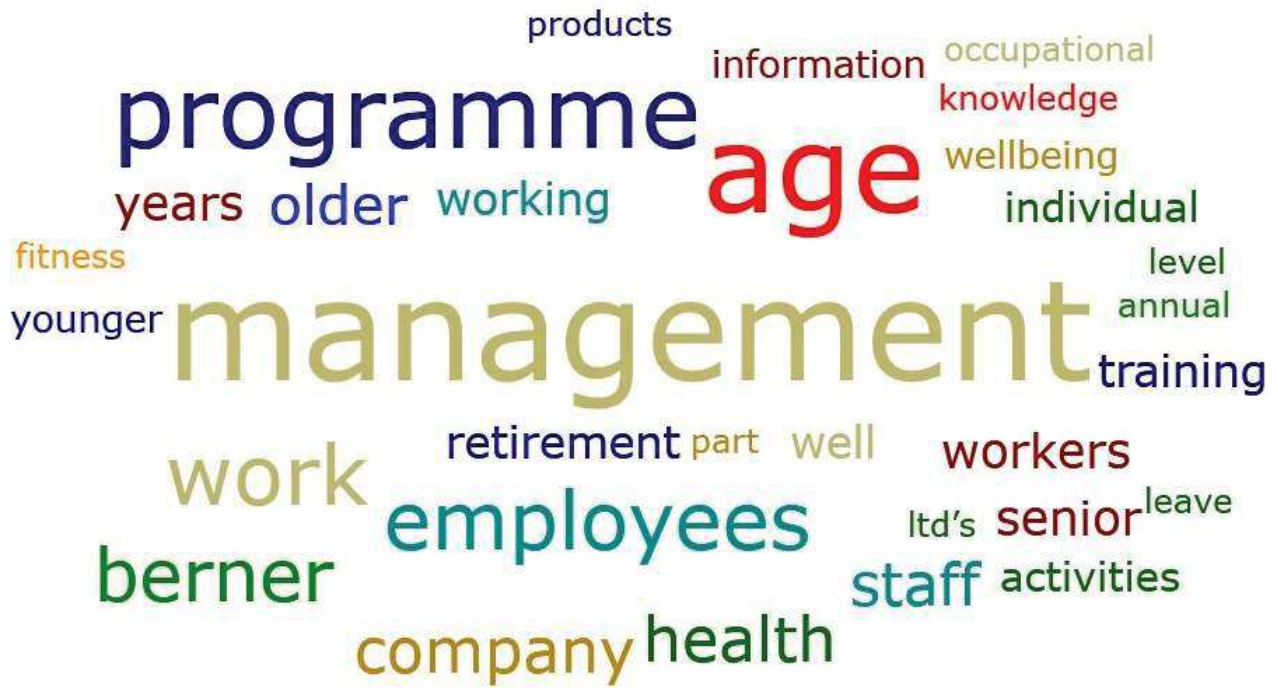 products
information occupational
programme age knowledge
wellbeing
years older working individual
fitness level
younger management annual
training
retirement part well workers
work employees ltd’s senior leave
berner staff activities
company health